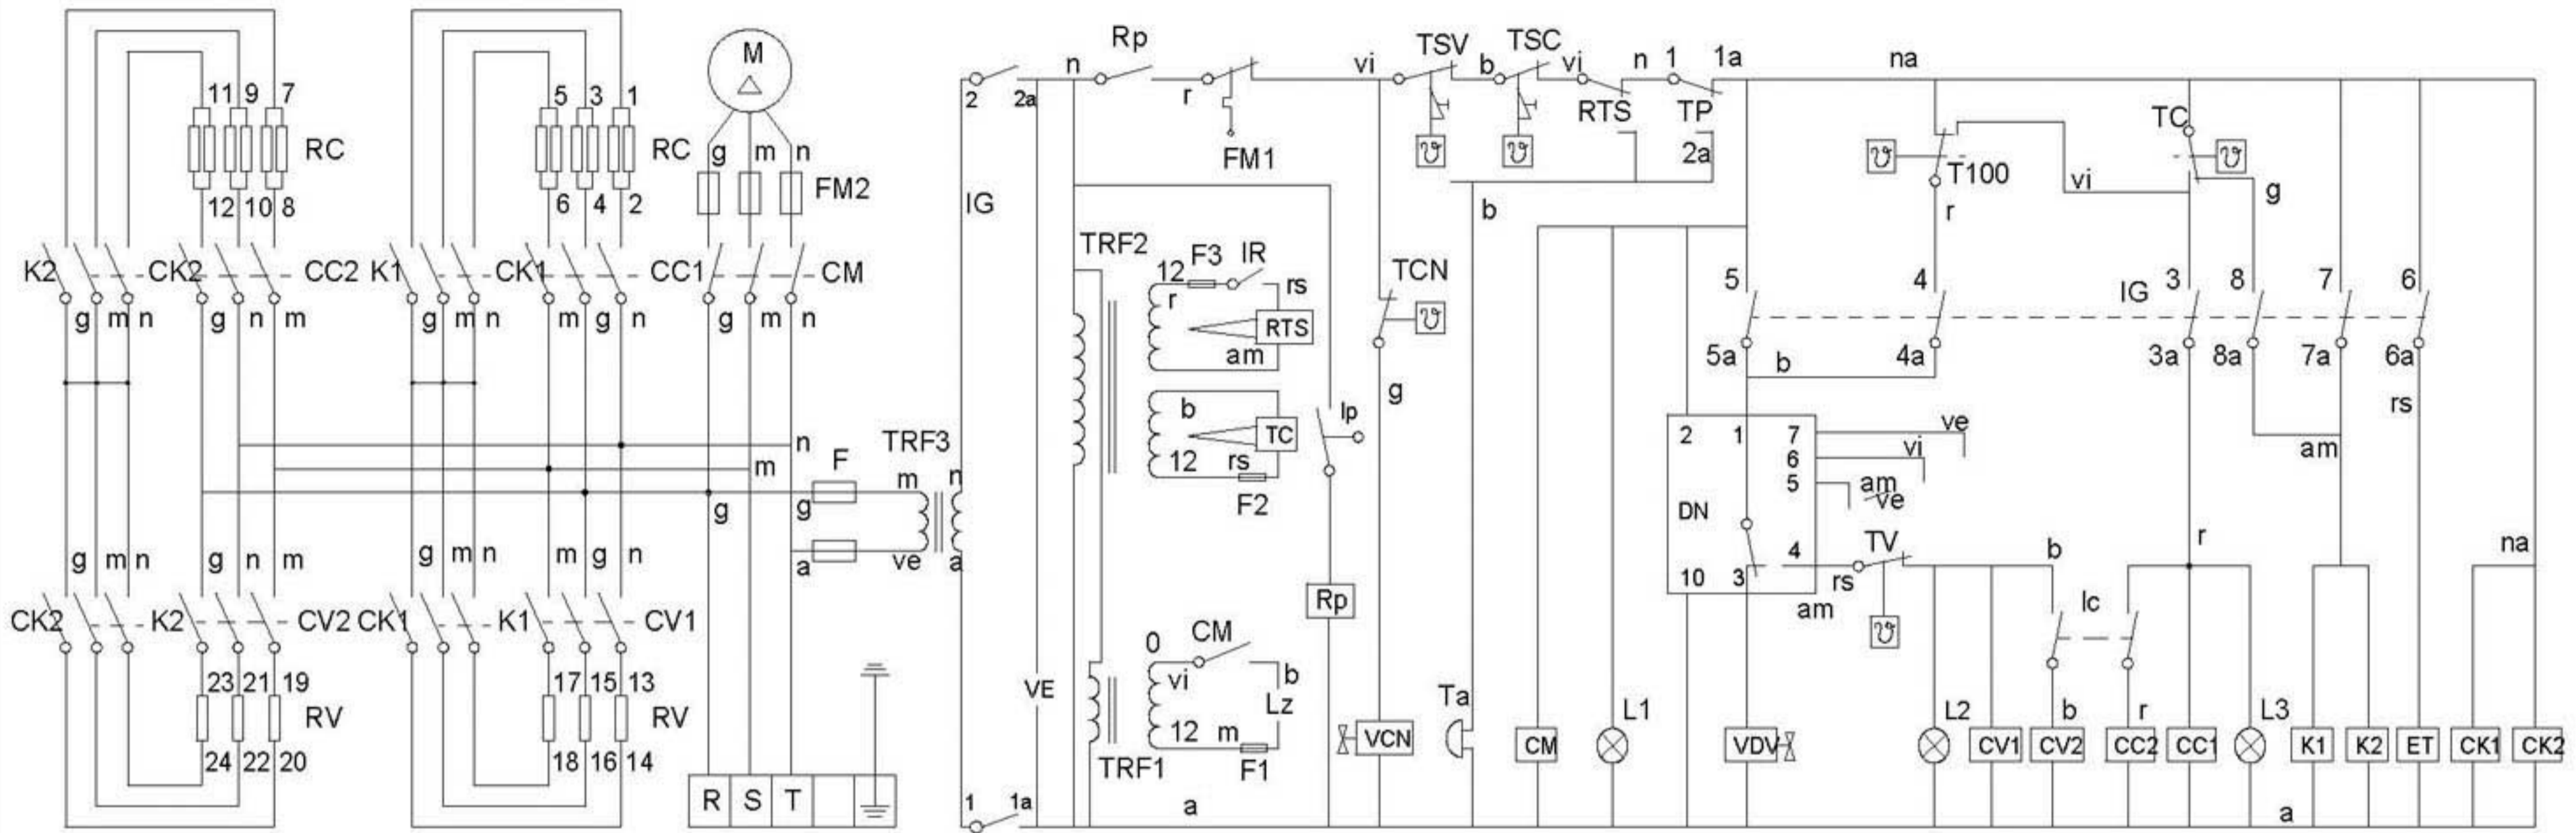 M
Rp
TSV
TSC
n
r
vi
b
vi
n
1
1a
na
2
2a
RTS
TP
2a
FM1
11 9 7
5 3 1
RC
RC
g m n
FM2
12 10 8
6 4 2
IG
ϑ
ϑ
b
ϑ
T100
r
vi
TC
ϑ
g
K2
CK2
CC2
K1
CK1
CC1
CM
g m n
g n m
g m n
m g n
g m n
TRF2
12
F3
IR
r
rs
RTS
am
TCN
ϑ
g
b
TC
12
rs
F2
Ip
5
4
IG
3
8
7
6
5a
b
4a
3a
8a
7a
6a
rs
am
n
m
g
g
a
F
TRF3
m
n
ve
a
2
1
7
6
5
DN
4
10
3
ve
vi
am
ve
TV
rs
am
ϑ
b
r
na
g m n
g n m
g m n
m g n
CK2
K2
CV2
CK1
K1
CV1
Rp
Ic
0
CM
vi
b
Lz
12
m
F1
TRF1
VE
23 21 19
17 15 13
RV
RV
24 22 20
18 16 14
R S T
VCN
Ta
CM
L1
VDV
L2
CV1
b
CV2
r
CC2
CC1
L3
K1
K2
ET
CK1
CK2
1
1a
a
a